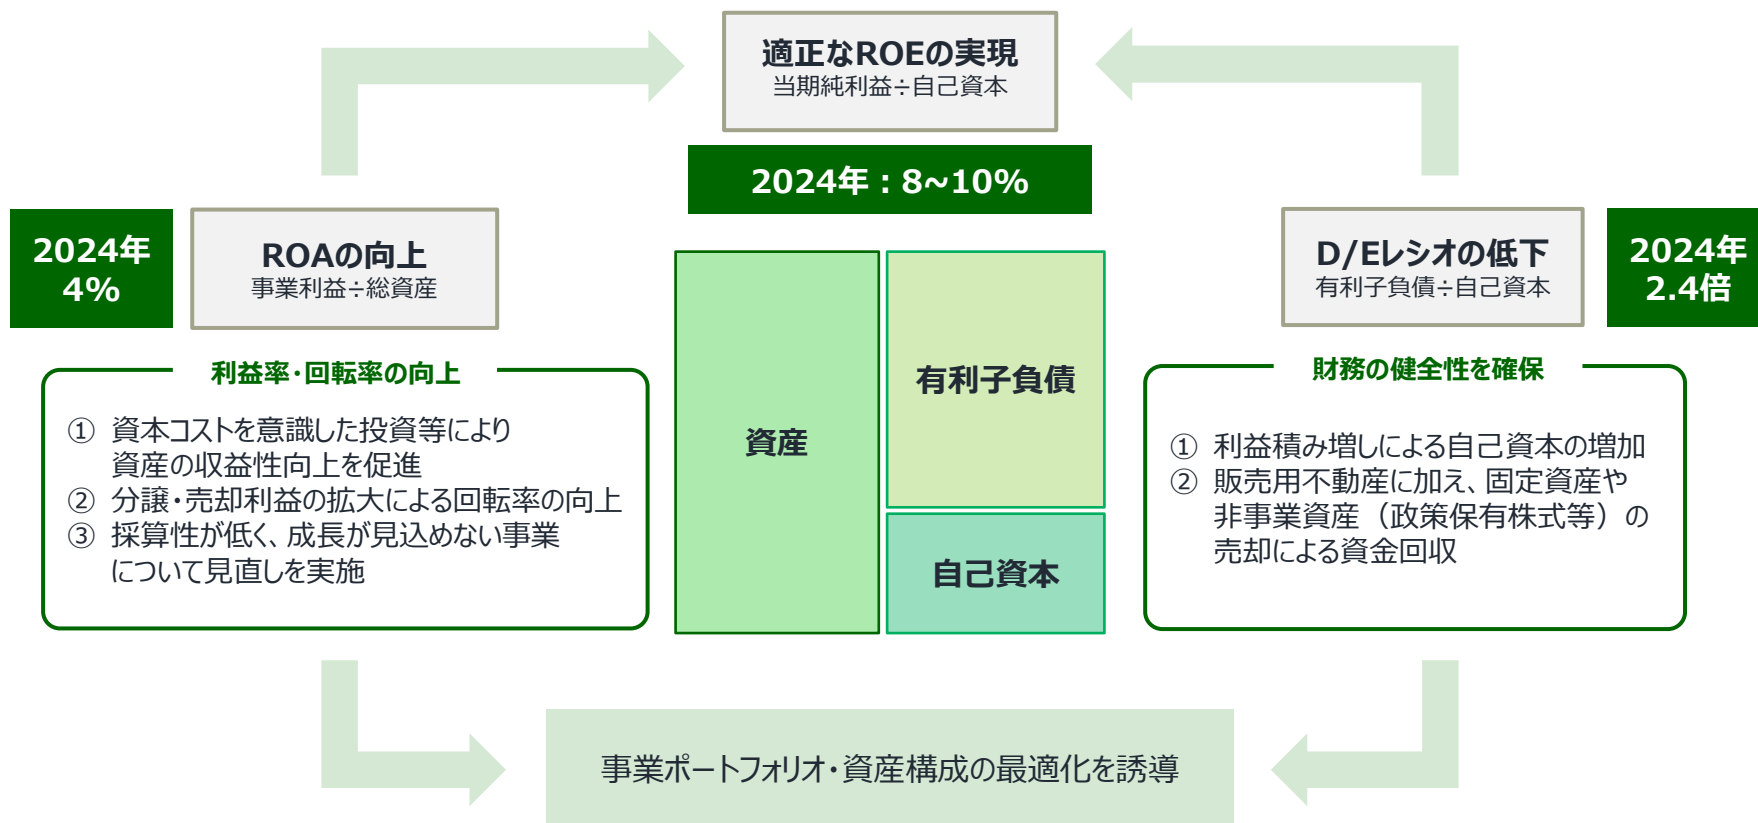 適正なROEの実現
当期純利益÷自己資本
2024年：8~10%
2024年
4%
ROAの向上
事業利益÷総資産
利益率・回転率の向上
① 資本コストを意識した投資等により
資産の収益性向上を促進
② 分譲・売却利益の拡大による回転率の向上
③ 採算性が低く、成長が見込めない事業
について見直しを実施
資産
有利子負債
自己資本
D/Eレシオの低下
有利子負債÷自己資本
2024年
2.4倍
財務の健全性を確保
① 利益積み増しによる自己資本の増加
② 販売用不動産に加え、固定資産や
非事業資産（政策保有株式等）の
売却による資金回収
事業ポートフォリオ・資産構成の最適化を誘導